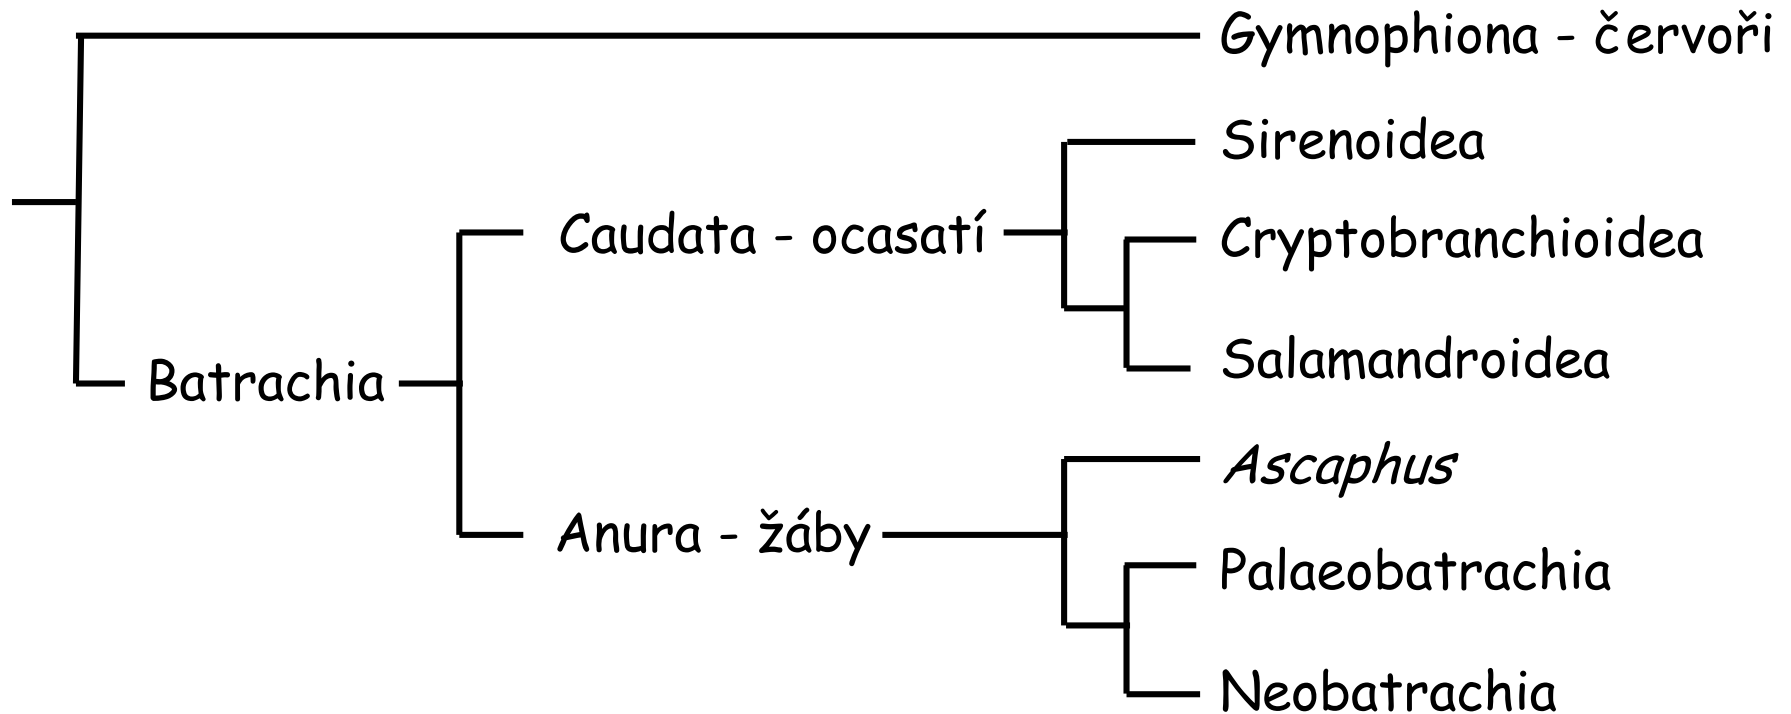 Gymnophiona - červoři
Sirenoidea
Caudata - ocasatí
Cryptobranchioidea
Salamandroidea
Batrachia
Ascaphus
Anura - žáby
Palaeobatrachia
Neobatrachia